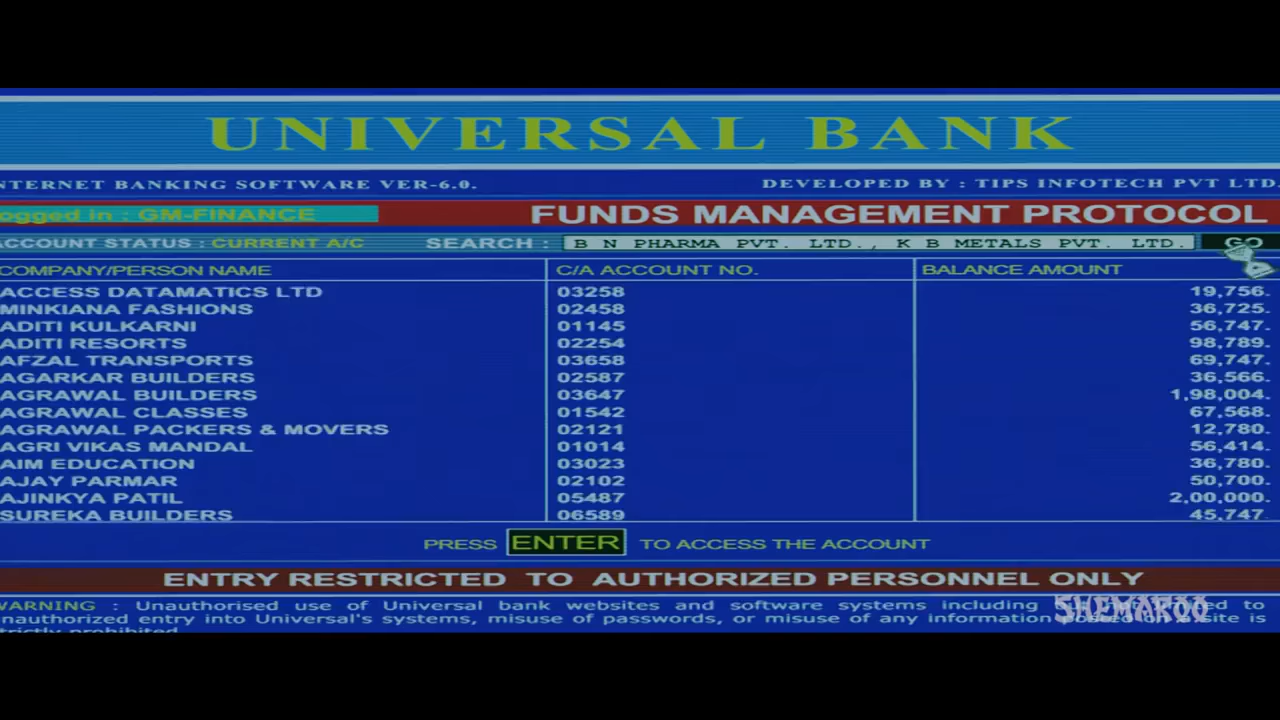 UNIVERSAL BANK
NTERNET BANKING SOFTWARE VER-6.0. DEVELOPED BY : TIPS INFOTECH PVT LTD.
ogged in : GM-FINANCE FUNDS MANAGEMENT PROTOCOL
ACCOUNT STATUS : CURRENT A/C SEARCH : B N PHARMA PVT. LTD., K B METALS PVT. LTD. GO
COMPANY/PERSON NAME C/A ACCOUNT NO. BALANCE AMOUNT
ACCESS DATAMATICS LTD 03258 19,756.
MINKIANA FASHIONS 02458 36,725.
ADITI KULKARNI 01145 56,747.
ADITI RESORTS 02254 98,789.
AFZAL TRANSPORTS 03658 69,747.
AGARKAR BUILDERS 02587 36,566.
AGRAWAL BUILDERS 03647 1,98,004.
AGRAWAL CLASSES 01542 67,568.
AGRAWAL PACKERS & MOVERS 02121 12,780.
AGRI VIKAS MANDAL 01014 56,414.
AIM EDUCATION 03023 36,780.
AJAY PARMAR 02102 50,700.
AJINKYA PATIL 05487 2,00,000.
SUREKA BUILDERS 06589 45,747.
PRESS ENTER TO ACCESS THE ACCOUNT
ENTRY RESTRICTED TO AUTHORIZED PERSONNEL ONLY
WARNING : Unauthorised use of Universal bank websites and software systems including to
nauthorized entry into Universal's systems, misuse of passwords, or misuse of any information site is
trictly prohibited
SHEMAROO